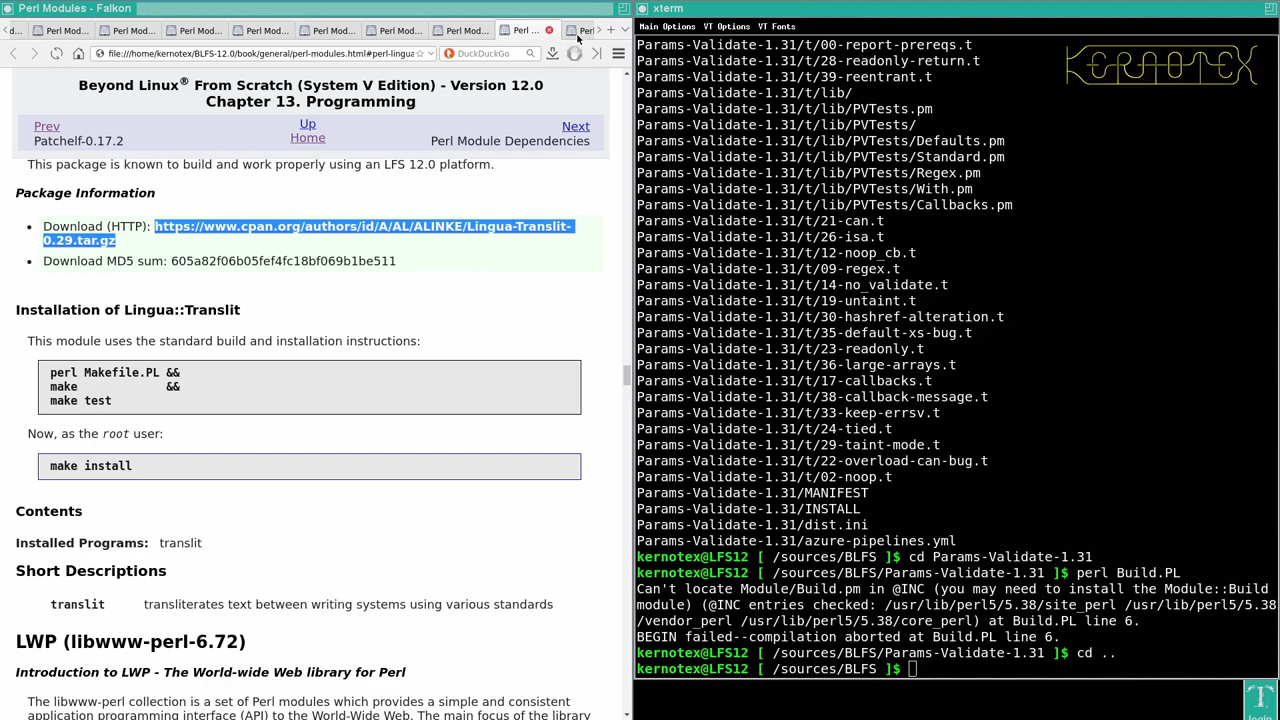 Perl Modules - Falkon
d...
Perl Mod...
Perl Mod...
Perl Mod...
Perl Mod...
Perl Mod...
Perl Mod...
Perl Mod...
Perl ...
Perl
file:///home/kernotex/BLFS-12.0/book/general/perl-modules.html#perl-lingua
DuckDuckGo
Beyond Linux® From Scratch (System V Edition) - Version 12.0
Chapter 13. Programming
Prev
Up
Next
Patchelf-0.17.2
Home
Perl Module Dependencies
This package is known to build and work properly using an LFS 12.0 platform.
Package Information
• Download (HTTP): https://www.cpan.org/authors/id/A/AL/ALINKE/Lingua-Translit-
0.29.tar.gz
• Download MD5 sum: 605a82f06b05fef4fc18bf069b1be511
Installation of Lingua::Translit
This module uses the standard build and installation instructions:
perl Makefile.PL &&
make &&
make test
Now, as the root user:
make install
Contents
Installed Programs: translit
Short Descriptions
translit transliterates text between writing systems using various standards
LWP (libwww-perl-6.72)
Introduction to LWP - The World-wide Web library for Perl
The libwww-perl collection is a set of Perl modules which provides a simple and consistent
application programming interface (API) to the World-Wide Web. The main focus of the library
xterm
Main Options VT Options VT Fonts
KERNOTEX
Params-Validate-1.31/t/00-report-prereqs.t
Params-Validate-1.31/t/28-readonly-return.t
Params-Validate-1.31/t/39-reentrant.t
Params-Validate-1.31/t/lib/
Params-Validate-1.31/t/lib/PVTests.pm
Params-Validate-1.31/t/lib/PVTests/
Params-Validate-1.31/t/lib/PVTests/Defaults.pm
Params-Validate-1.31/t/lib/PVTests/Standard.pm
Params-Validate-1.31/t/lib/PVTests/Regex.pm
Params-Validate-1.31/t/lib/PVTests/With.pm
Params-Validate-1.31/t/lib/PVTests/Callbacks.pm
Params-Validate-1.31/t/21-can.t
Params-Validate-1.31/t/26-isa.t
Params-Validate-1.31/t/12-noop_cb.t
Params-Validate-1.31/t/09-regex.t
Params-Validate-1.31/t/14-no_validate.t
Params-Validate-1.31/t/19-untaint.t
Params-Validate-1.31/t/30-hashref-alteration.t
Params-Validate-1.31/t/35-default-xs-bug.t
Params-Validate-1.31/t/23-readonly.t
Params-Validate-1.31/t/36-large-arrays.t
Params-Validate-1.31/t/17-callbacks.t
Params-Validate-1.31/t/38-callback-message.t
Params-Validate-1.31/t/33-keep-errsv.t
Params-Validate-1.31/t/24-tied.t
Params-Validate-1.31/t/29-taint-mode.t
Params-Validate-1.31/t/22-overload-can-bug.t
Params-Validate-1.31/t/02-noop.t
Params-Validate-1.31/MANIFEST
Params-Validate-1.31/INSTALL
Params-Validate-1.31/dist.ini
Params-Validate-1.31/azure-pipelines.yml
kernotex@LFS12 [ /sources/BLFS ]$ cd Params-Validate-1.31
kernotex@LFS12 [ /sources/BLFS/Params-Validate-1.31 ]$ perl Build.PL
Can't locate Module/Build.pm in @INC (you may need to install the Module::Build
module) (@INC entries checked: /usr/lib/perl5/5.38/site_perl /usr/lib/perl5/5.38
/vendor_perl /usr/lib/perl5/5.38/core_perl) at Build.PL line 6.
BEGIN failed--compilation aborted at Build.PL line 6.
kernotex@LFS12 [ /sources/BLFS/Params-Validate-1.31 ]$ cd ..
kernotex@LFS12 [ /sources/BLFS ]$
login